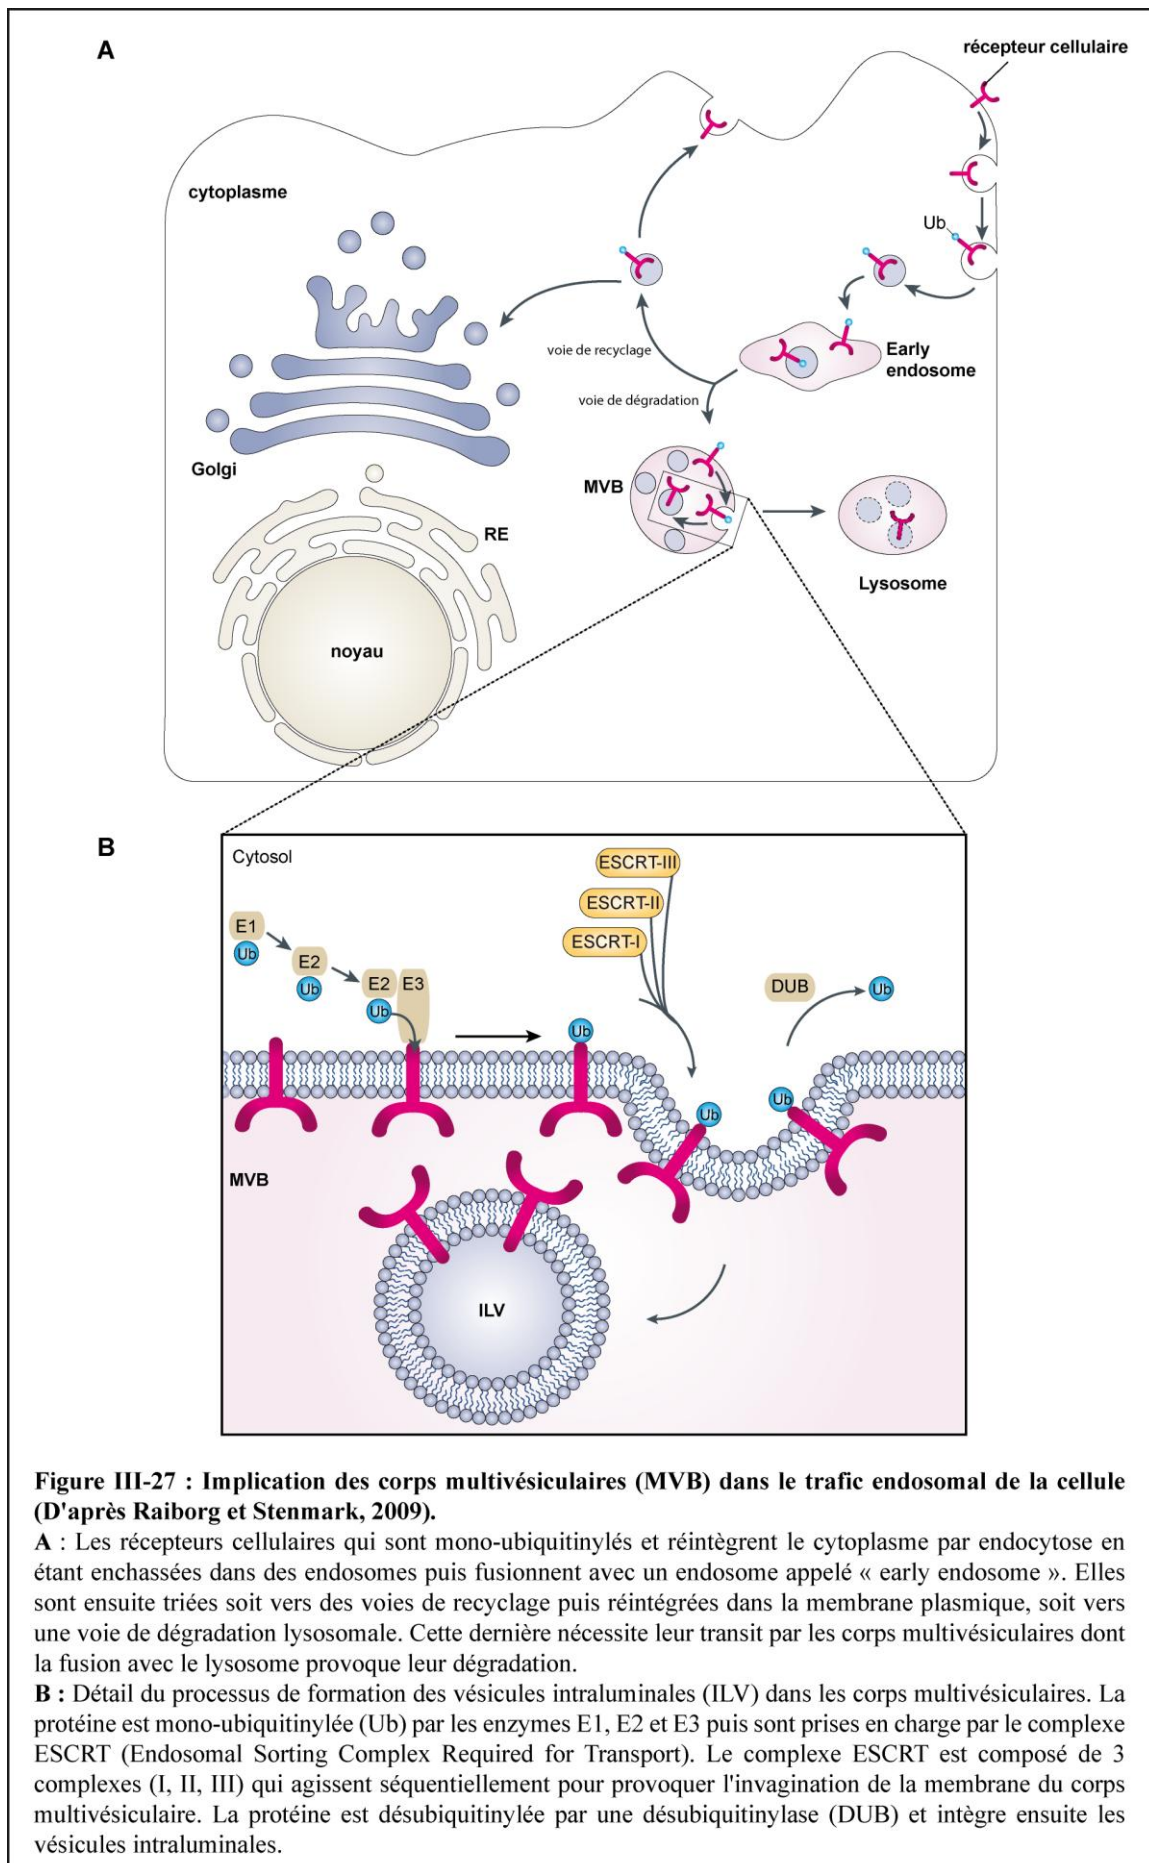 A
récepteur cellulaire
cytoplasme
Ub
Early
endosome
voie de recyclage
voie de dégradation
Golgi
MVB
RE
Lysosome
noyau
B
Cytosol
ESCRT-III
ESCRT-II
ESCRT-I
E1
Ub
E2
Ub
E2 E3
Ub
Ub
DUB
Ub
Ub
Ub
MVB
ILV
Figure III-27 : Implication des corps multivésiculaires (MVB) dans le trafic endosomal de la cellule
(D'après Raiborg et Stenmark, 2009).
A : Les récepteurs cellulaires qui sont mono-ubiquitinylés et réintègrent le cytoplasme par endocytose en
étant enchassées dans des endosomes puis fusionnent avec un endosome appelé « early endosome ». Elles
sont ensuite triées soit vers des voies de recyclage puis réintégrées dans la membrane plasmique, soit vers
une voie de dégradation lysosomale. Cette dernière nécessite leur transit par les corps multivésiculaires dont
la fusion avec le lysosome provoque leur dégradation.
B : Détail du processus de formation des vésicules intraluminales (ILV) dans les corps multivésiculaires. La
protéine est mono-ubiquitinylée (Ub) par les enzymes E1, E2 et E3 puis sont prises en charge par le complexe
ESCRT (Endosomal Sorting Complex Required for Transport). Le complexe ESCRT est composé de 3
complexes (I, II, III) qui agissent séquentiellement pour provoquer l'invagination de la membrane du corps
multivésiculaire. La protéine est désubiquitinylée par une désubiquitinylase (DUB) et intègre ensuite les
vésicules intraluminales.